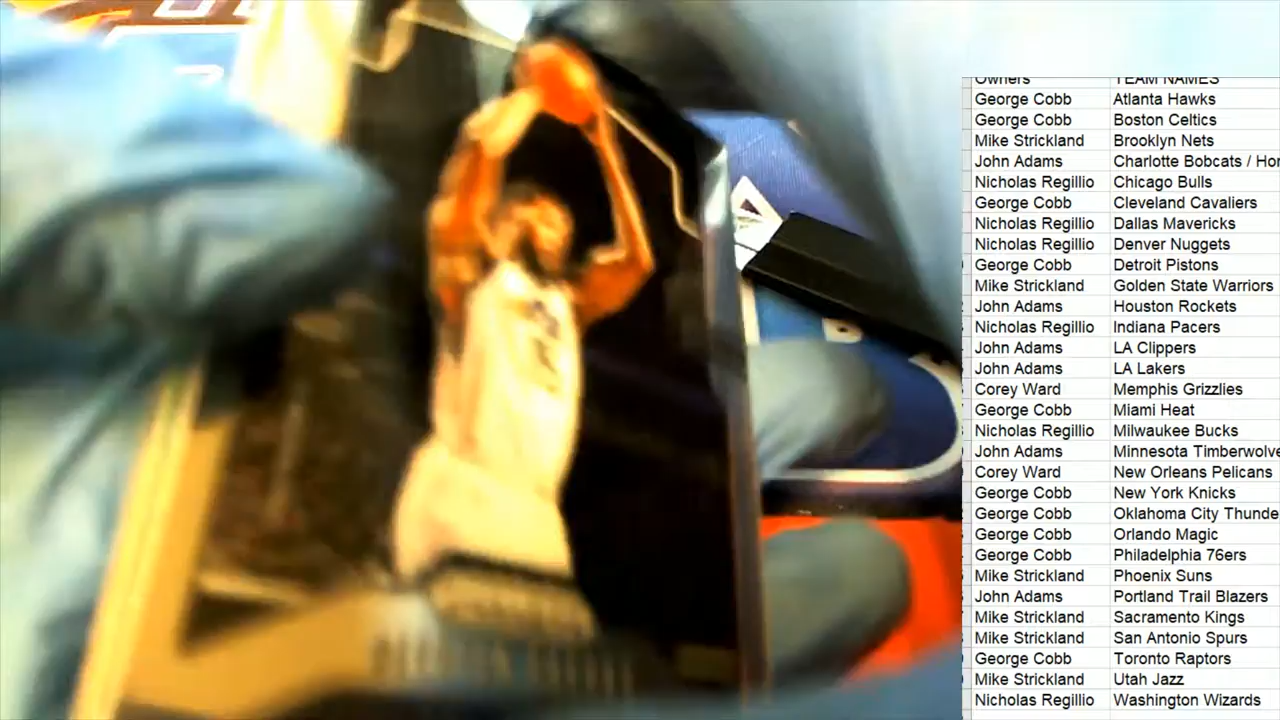 Owners TEAM NAMES
George Cobb Atlanta Hawks
George Cobb Boston Celtics
Mike Strickland Brooklyn Nets
John Adams Charlotte Bobcats / Hor
Nicholas Regillio Chicago Bulls
George Cobb Cleveland Cavaliers
Nicholas Regillio Dallas Mavericks
Nicholas Regillio Denver Nuggets
George Cobb Detroit Pistons
Mike Strickland Golden State Warriors
John Adams Houston Rockets
Nicholas Regillio Indiana Pacers
John Adams LA Clippers
John Adams LA Lakers
Corey Ward Memphis Grizzlies
George Cobb Miami Heat
Nicholas Regillio Milwaukee Bucks
John Adams Minnesota Timberwolve
Corey Ward New Orleans Pelicans
George Cobb New York Knicks
George Cobb Oklahoma City Thunde
George Cobb Orlando Magic
George Cobb Philadelphia 76ers
Mike Strickland Phoenix Suns
John Adams Portland Trail Blazers
Mike Strickland Sacramento Kings
Mike Strickland San Antonio Spurs
George Cobb Toronto Raptors
Mike Strickland Utah Jazz
Nicholas Regillio Washington Wizards